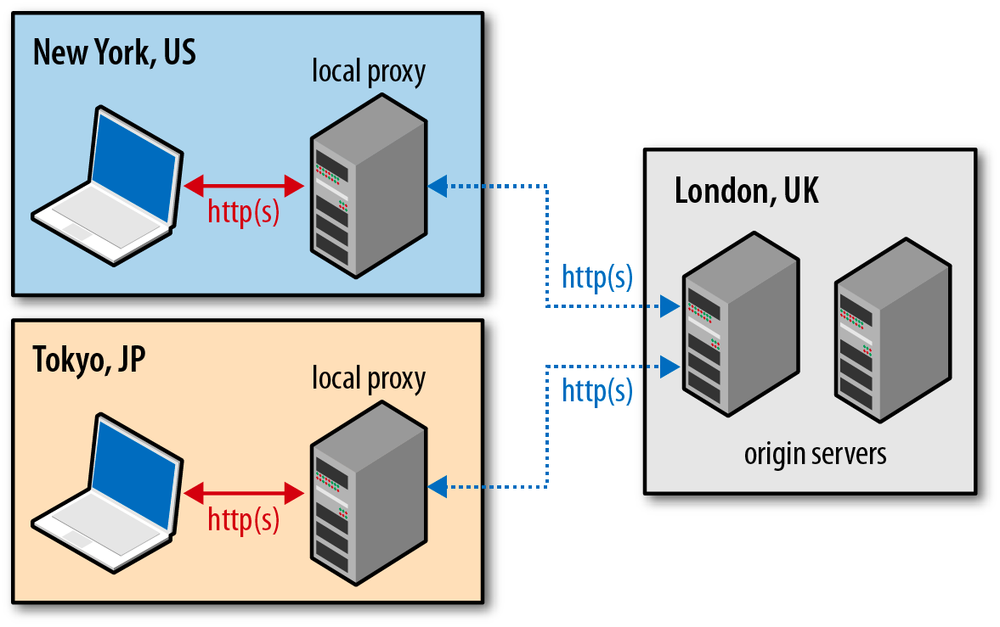 New York, US
local proxy
http(s)
Tokyo, JP
local proxy
http(s)
http(s)
http(s)
London, UK
origin servers